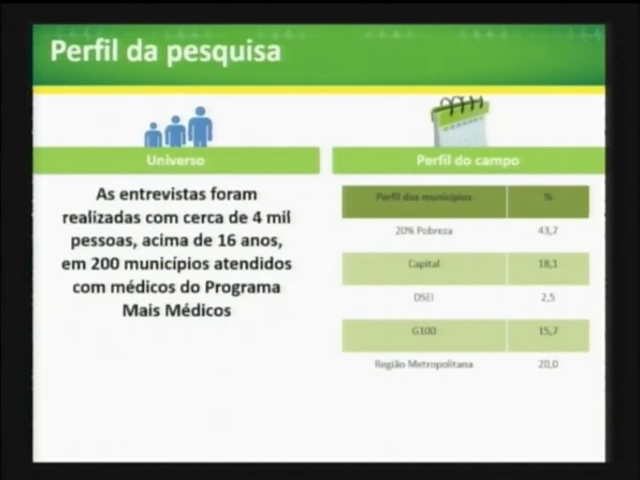 Perfil da pesquisa
Universo
As entrevistas foram
realizadas com cerca de 4 mil
pessoas, acima de 16 anos,
em 200 municípios atendidos
com médicos do Programa
Mais Médicos
Perfil do campo
Perfil dos municípios %
20% Pobreza 43,7
Capital 18,1
DSEI 2,5
G100 15,7
Região Metropolitana 20,0